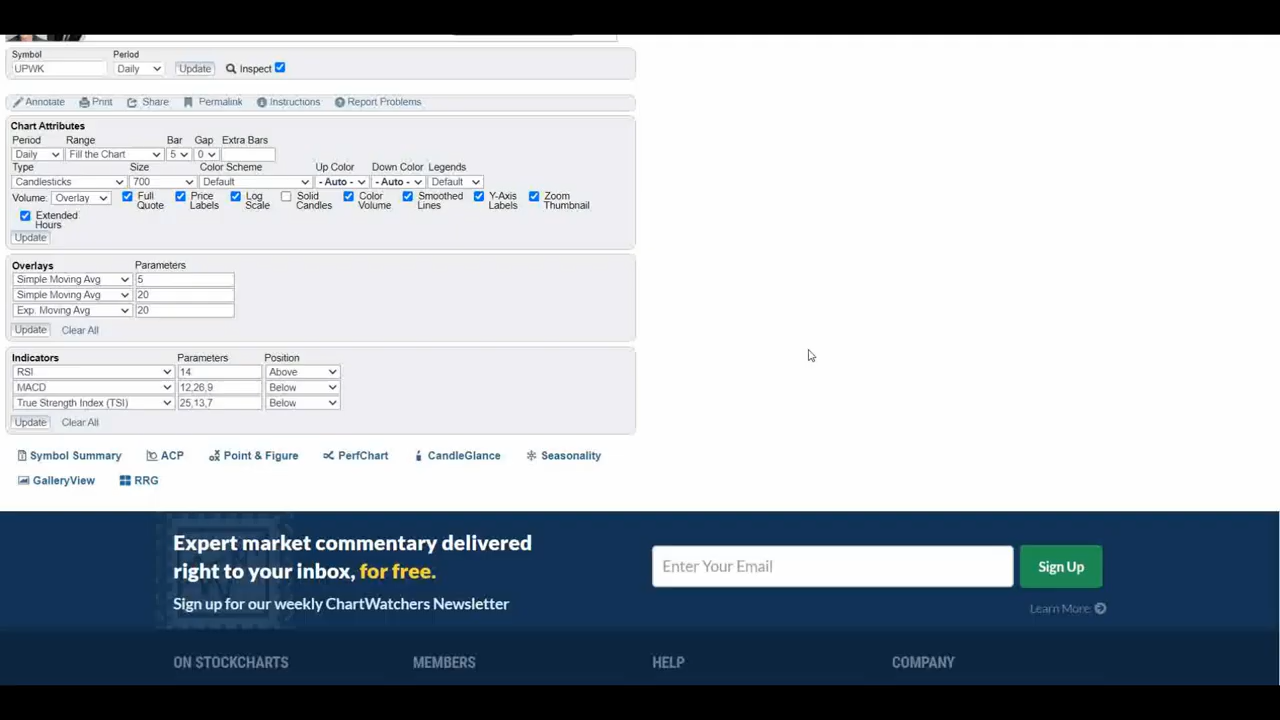 Symbol Period
UPWK Daily Update Inspect
Annotate Print Share Permalink Instructions Report Problems
Chart Attributes
Period Range Bar Gap Extra Bars
Daily Fill the Chart 5 0
Type Size Color Scheme Up Color Down Color Legends
Candlesticks 700 Default - Auto - - Auto - Default
Volume: Overlay Full Quote Price Labels Log Scale Solid Candles Color Volume Smoothed Lines Y-Axis Labels Zoom Thumbnail
Extended Hours
Update
Overlays Parameters
Simple Moving Avg 5
Simple Moving Avg 20
Exp. Moving Avg 20
Update Clear All
Indicators Parameters Position
RSI 14 Above
MACD 12,26,9 Below
True Strength Index (TSI) 25,13,7 Below
Update Clear All
Symbol Summary ACP Point & Figure PerfChart CandleGlance Seasonality
GalleryView RRG
Expert market commentary delivered
right to your inbox, for free.
Enter Your Email Sign Up
Sign up for our weekly ChartWatchers Newsletter
Learn More
ON STOCKCHARTS MEMBERS HELP COMPANY